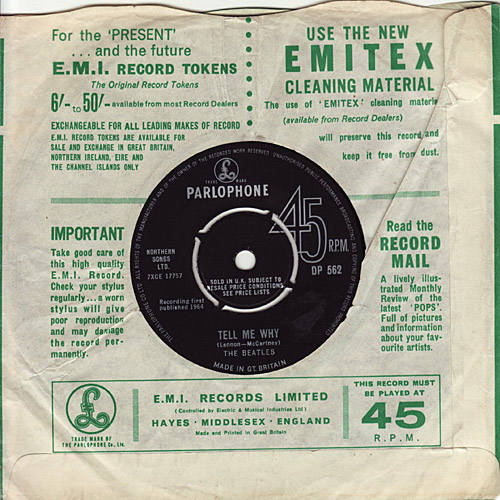 For the 'PRESENT'
... and the future
E.M.I. RECORD TOKENS
The Original Record Tokens
6/- to 50/- available from most Record Dealers
EXCHANGEABLE FOR ALL LEADING MAKES OF RECORD
E.M.I. RECORD TOKENS ARE AVAILABLE FOR
SALE AND EXCHANGE IN GREAT BRITAIN,
NORTHERN IRELAND, EIRE AND
THE CHANNEL ISLANDS ONLY
USE THE NEW
EMITEX
CLEANING MATERIAL
The use of 'EMITEX' cleaning materia
(available from Record Dealers)
will preserve this record and
keep it free from dust.
TRADE MARK
PARLOPHONE
45
R.P.M.
DP 562
NORTHERN
SONGS
LTD.
7XCE 17757
SOLD IN U.K. SUBJECT TO
RESALE PRICE CONDITIONS,
SEE PRICE LISTS
Recording first
published 1964
TELL ME WHY
(Lennon—McCartney)
THE BEATLES
MADE IN GT. BRITAIN
IMPORTANT
Take good care of
this high quality
E.M.I. Record.
Check your stylus
regularly...a worn
stylus will give
poor reproduction
and may damage
the record per-
manently.
Read the
RECORD
MAIL
A lively illus-
trated Monthly
Review of the
latest 'POPS'.
Full of pictures
and information
about your fav-
ourite artists.
TRADE MARK OF
THE PARLOPHONE Co., Ltd.
E.M.I. RECORDS LIMITED
(Controlled by Electric & Musical Industries Ltd)
HAYES · MIDDLESEX · ENGLAND
Made and Printed in Great Britain
THIS RECORD MUST
BE PLAYED AT
45
R.P.M.